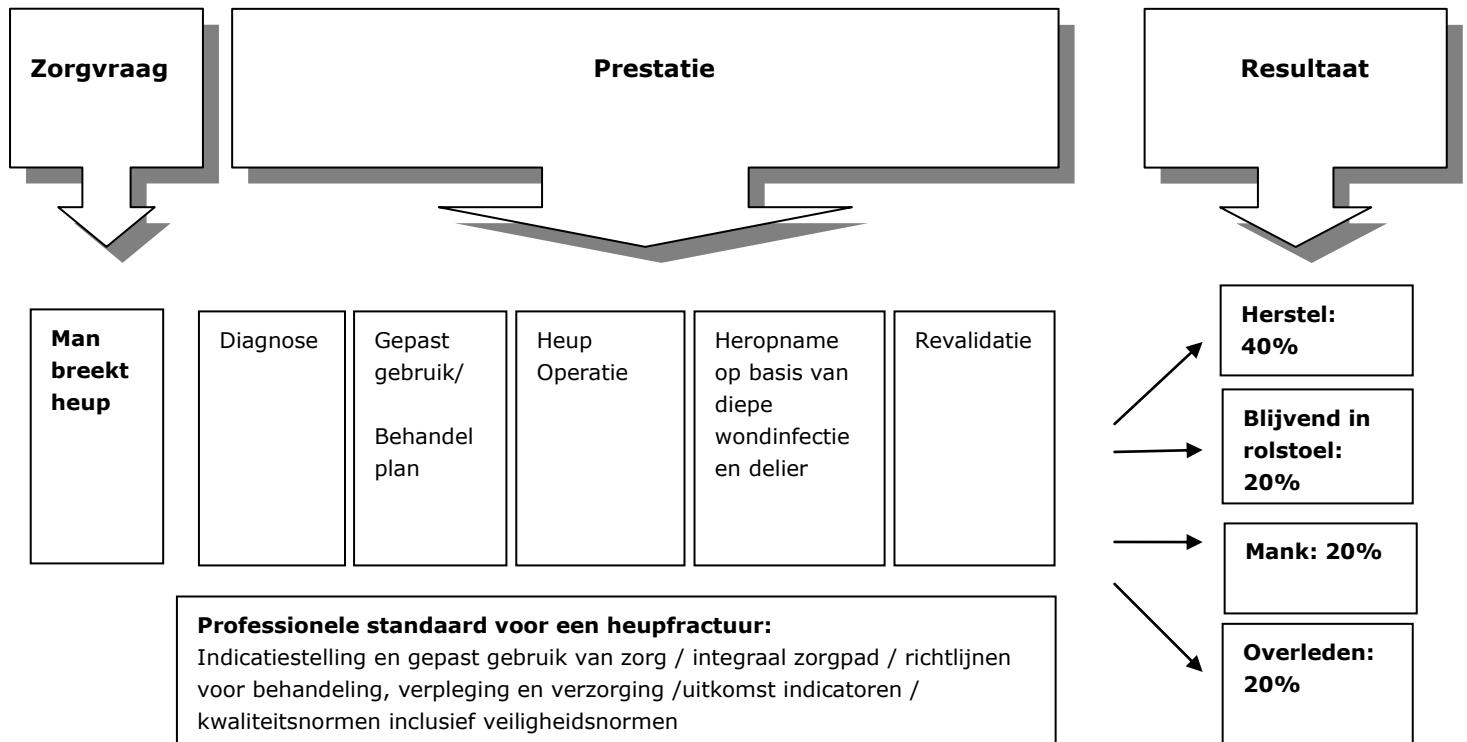 Zorgvraag
Prestatie
Resultaat
Man
breekt
heup
Diagnose
Gepast
gebruik/
Behandel
plan
Heup
Operatie
Heropname
op basis van
diepe
wondinfectie
en delier
Revalidatie
Herstel:
40%
Blijvend in
rolstoel:
20%
Mank: 20%
Overleden:
20%
Professionele standaard voor een heupfractuur:
Indicatiestelling en gepast gebruik van zorg / integraal zorgpad / richtlijnen
voor behandeling, verpleging en verzorging /uitkomst indicatoren /
kwaliteitsnormen inclusief veiligheidsnormen